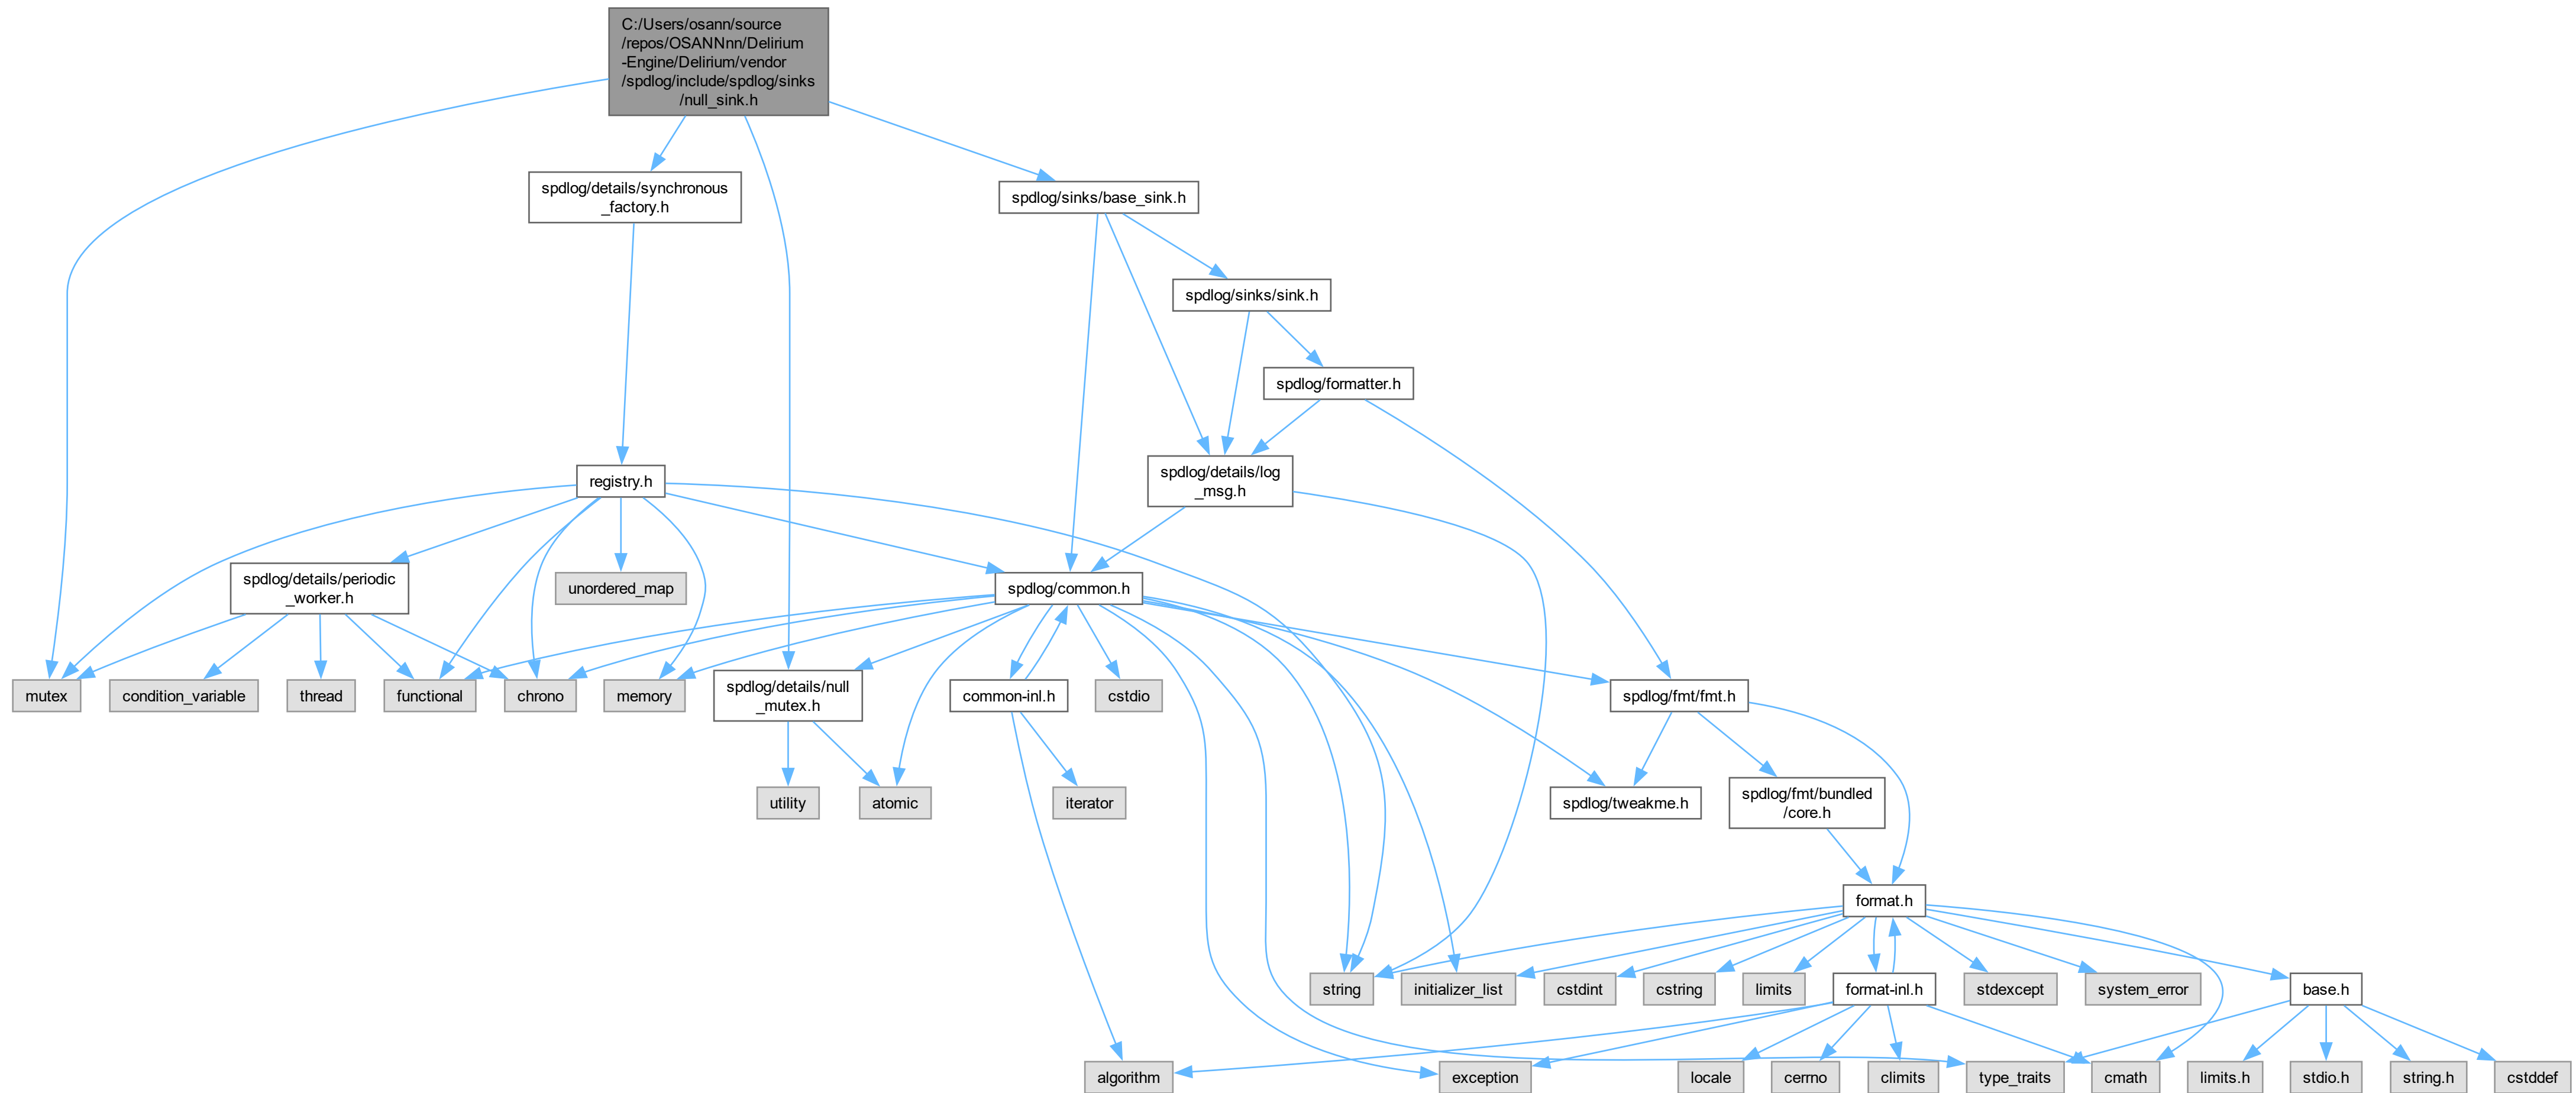 C:/Users/osann/source
/repos/OSANNnn/Delirium
-Engine/Delirium/vendor
/spdlog/include/spdlog/sinks
/null_sink.h
spdlog/details/synchronous
_factory.h
spdlog/sinks/base_sink.h
spdlog/sinks/sink.h
spdlog/formatter.h
registry.h
spdlog/details/log
_msg.h
spdlog/details/periodic
_worker.h
unordered_map
spdlog/common.h
mutex
condition_variable
thread
functional
chrono
memory
spdlog/details/null
_mutex.h
common-inl.h
cstdio
spdlog/fmt/fmt.h
utility
atomic
iterator
spdlog/tweakme.h
spdlog/fmt/bundled
/core.h
format.h
string
initializer_list
cstdint
cstring
limits
format-inl.h
stdexcept
system_error
base.h
algorithm
exception
locale
cerrno
climits
type_traits
cmath
limits.h
stdio.h
string.h
cstddef